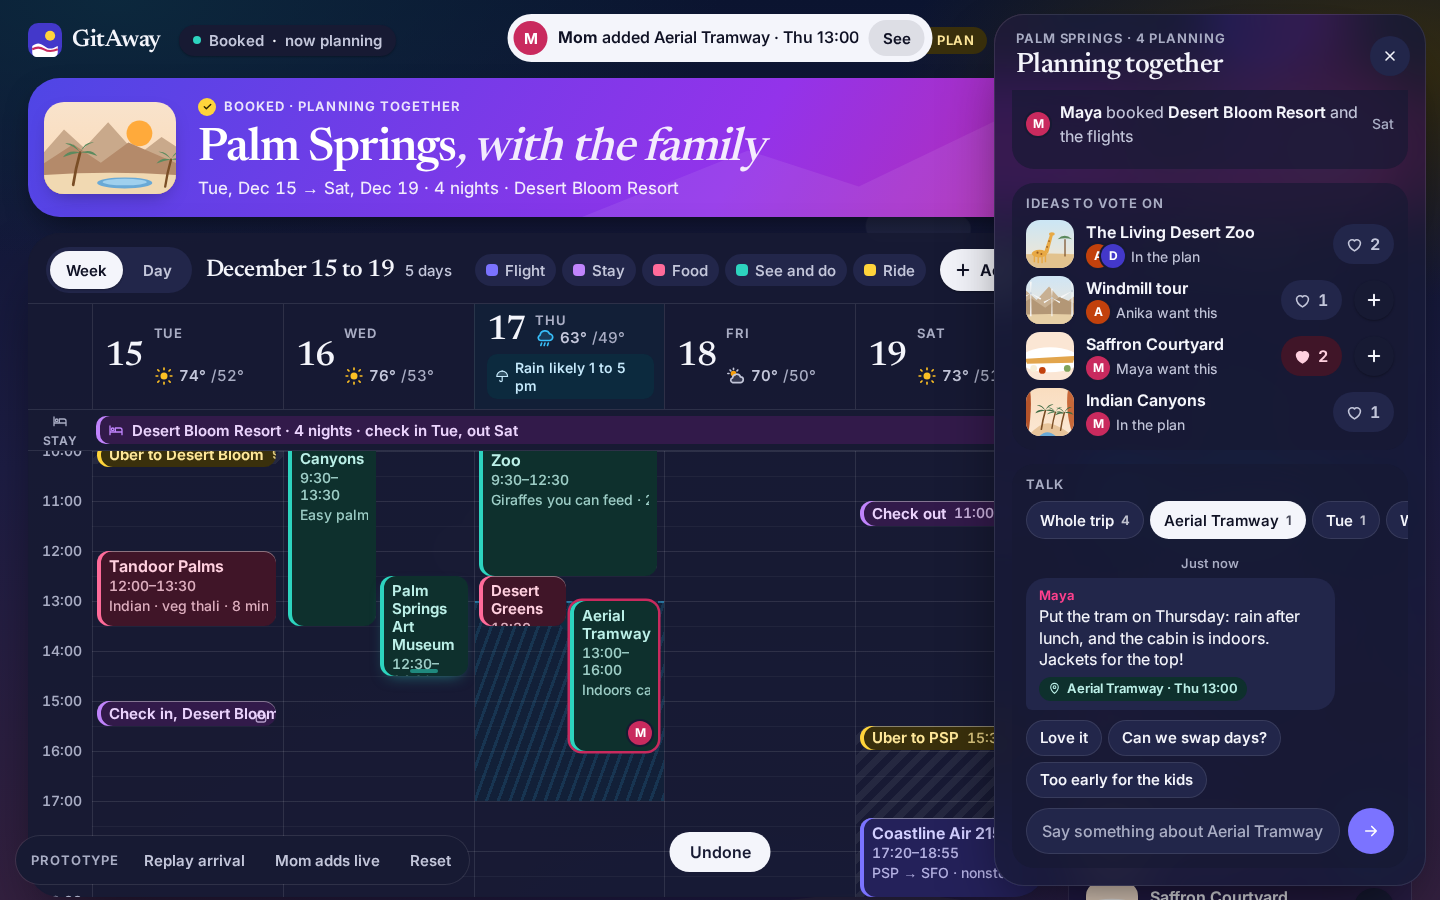 GitAway
Booked · now planning
M
Mom added Aerial Tramway · Thu 13:00
See
PLAN
BOOKED · PLANNING TOGETHER
Palm Springs, with the family
Tue, Dec 15 → Sat, Dec 19 · 4 nights · Desert Bloom Resort
Week
Day
December 15 to 19
5 days
Flight
Stay
Food
See and do
Ride
15
TUE
74° /52°
16
WED
76° /53°
17
THU
63° /49°
Rain likely 1 to 5
pm
18
FRI
70° /50°
19
SAT
73° /51
STAY
Desert Bloom Resort · 4 nights · check in Tue, out Sat
10:00
11:00
12:00
13:00
14:00
15:00
16:00
17:00
Uber to Desert Bloom
Tandoor Palms
12:00–13:30
Indian · veg thali · 8 min
Check in, Desert Bloom
Canyons
9:30–
13:30
Easy palm
Palm
Springs
Art
Museum
12:30–
Zoo
9:30–12:30
Giraffes you can feed ·
Desert
Greens
Aerial
Tramway
13:00–
16:00
Indoors ca
M
Check out 11:00
Uber to PSP 15:3
Coastline Air 215
17:20–18:55
PSP → SFO · nonsto
PROTOTYPE
Replay arrival
Mom adds live
Reset
Undone
PALM SPRINGS · 4 PLANNING
Planning together
M
Maya booked Desert Bloom Resort and
the flights
Sat
IDEAS TO VOTE ON
The Living Desert Zoo
A
D
In the plan
2
Windmill tour
A
Anika want this
1
Saffron Courtyard
M
Maya want this
2
Indian Canyons
M
In the plan
1
TALK
Whole trip 4
Aerial Tramway 1
Tue 1
Just now
Maya
Put the tram on Thursday: rain after
lunch, and the cabin is indoors.
Jackets for the top!
Aerial Tramway · Thu 13:00
Love it
Can we swap days?
Too early for the kids
Say something about Aerial Tramway
Saffron Courtyard